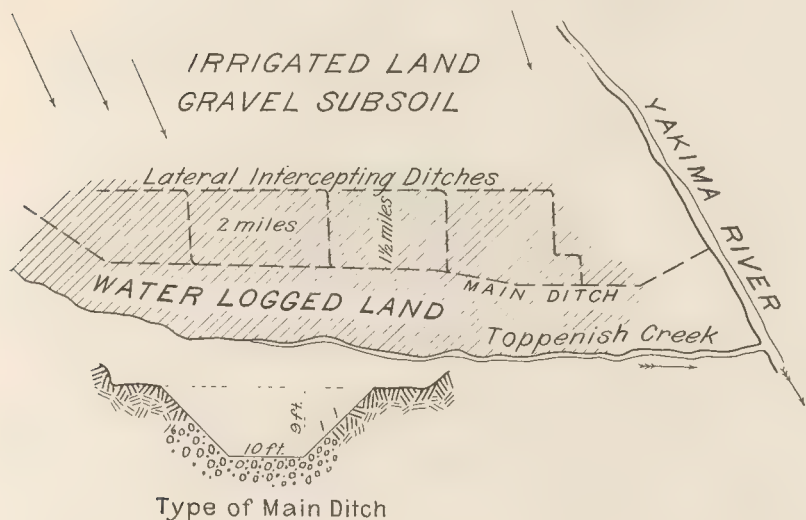 IRRIGATED LAND
GRAVEL SUBSOIL
YAKIMA RIVER
Lateral Intercepting Ditches
2 miles
1½ miles
MAIN DITCH
WATER LOGGED LAND
Toppenish Creek
9 ft.
10 ft.
Type of Main Ditch